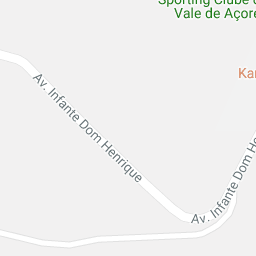 Sporting Clube
Vale de Açore
Kar
Av. Infante Dom Henrique
Av. Infante Dom He